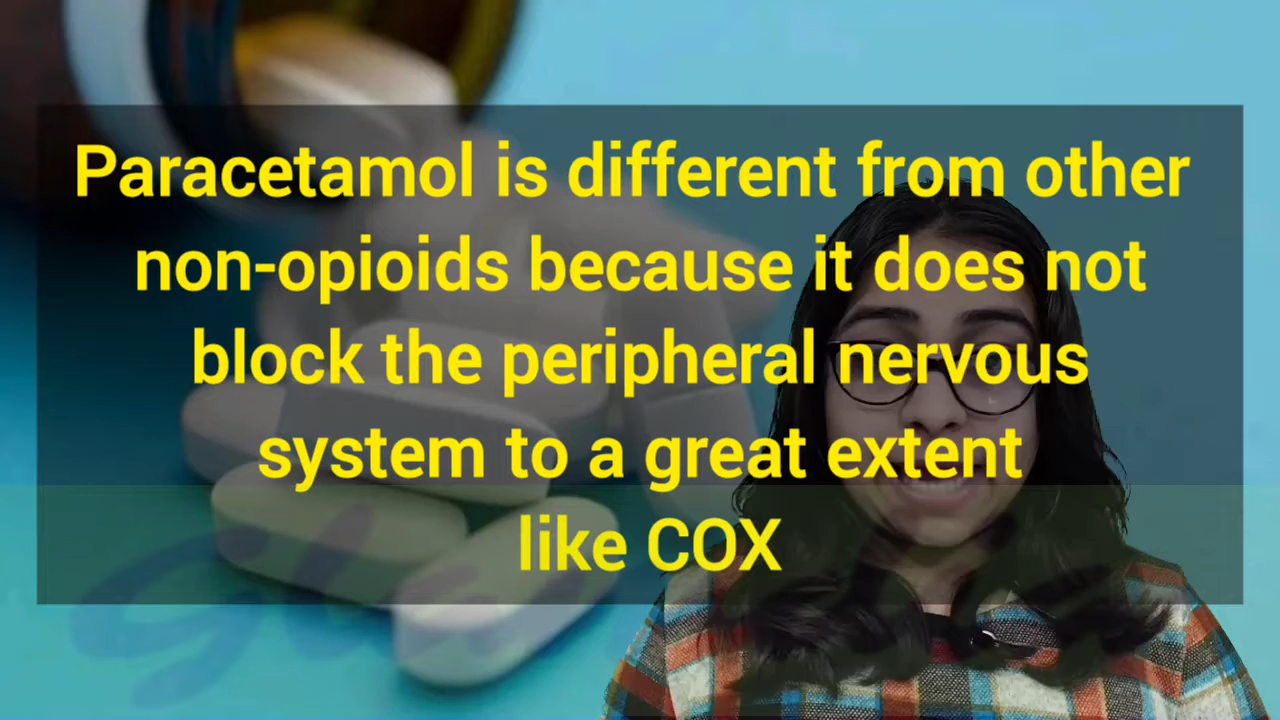 Paracetamol is different from other
non-opioids because it does not
block the peripheral nervous
system to a great extent
like COX